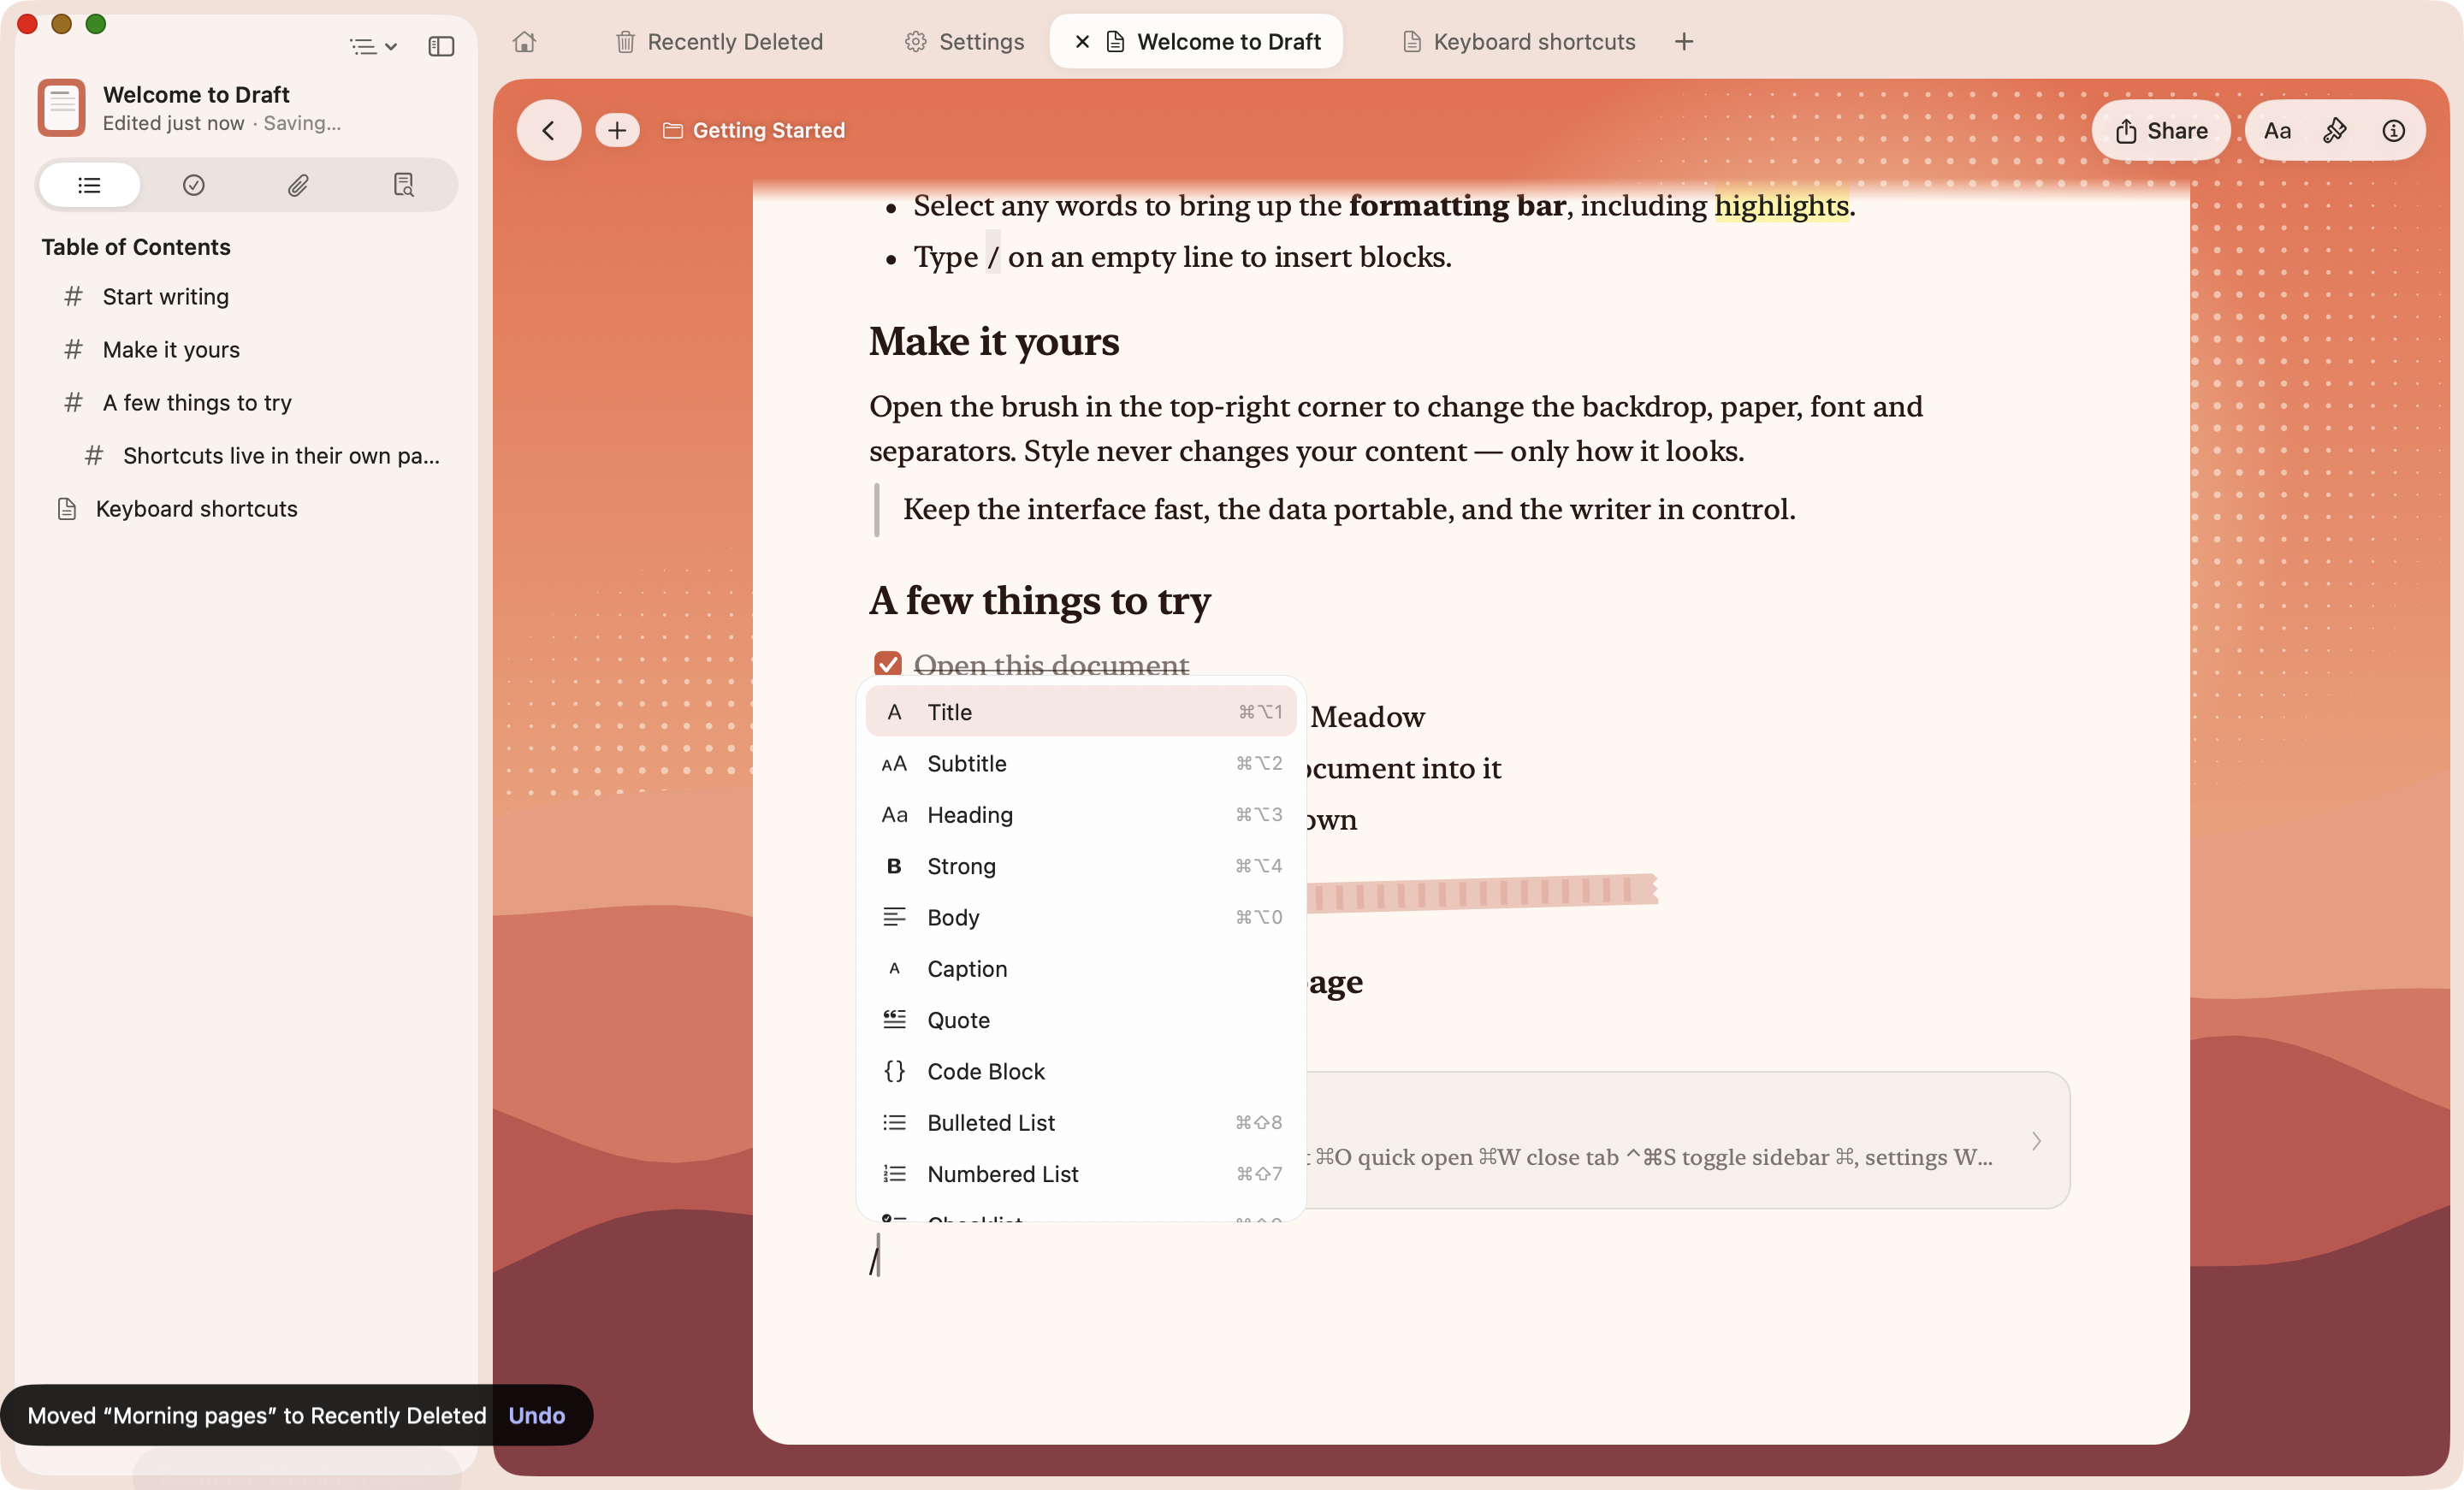 Recently Deleted
Settings
Welcome to Draft
Keyboard shortcuts
Welcome to Draft
Edited just now · Saving...
Table of Contents
# Start writing
# Make it yours
# A few things to try
# Shortcuts live in their own pa...
Keyboard shortcuts
Getting Started
Share
Aa
• Select any words to bring up the formatting bar, including highlights.
• Type / on an empty line to insert blocks.
Make it yours
Open the brush in the top-right corner to change the backdrop, paper, font and
separators. Style never changes your content — only how it looks.
Keep the interface fast, the data portable, and the writer in control.
A few things to try
Open this document
A Title ⌘⌥1
Meadow
AA Subtitle ⌘⌥2
ocument into it
Aa Heading ⌘⌥3
own
B Strong ⌘⌥4
Body ⌘⌥0
A Caption
age
Quote
{} Code Block
Bulleted List ⌘⇧8
⌘O quick open ⌘W close tab ^⌘S toggle sidebar ⌘, settings W...
Numbered List ⌘⇧7
Checklist
/
Moved “Morning pages” to Recently Deleted Undo